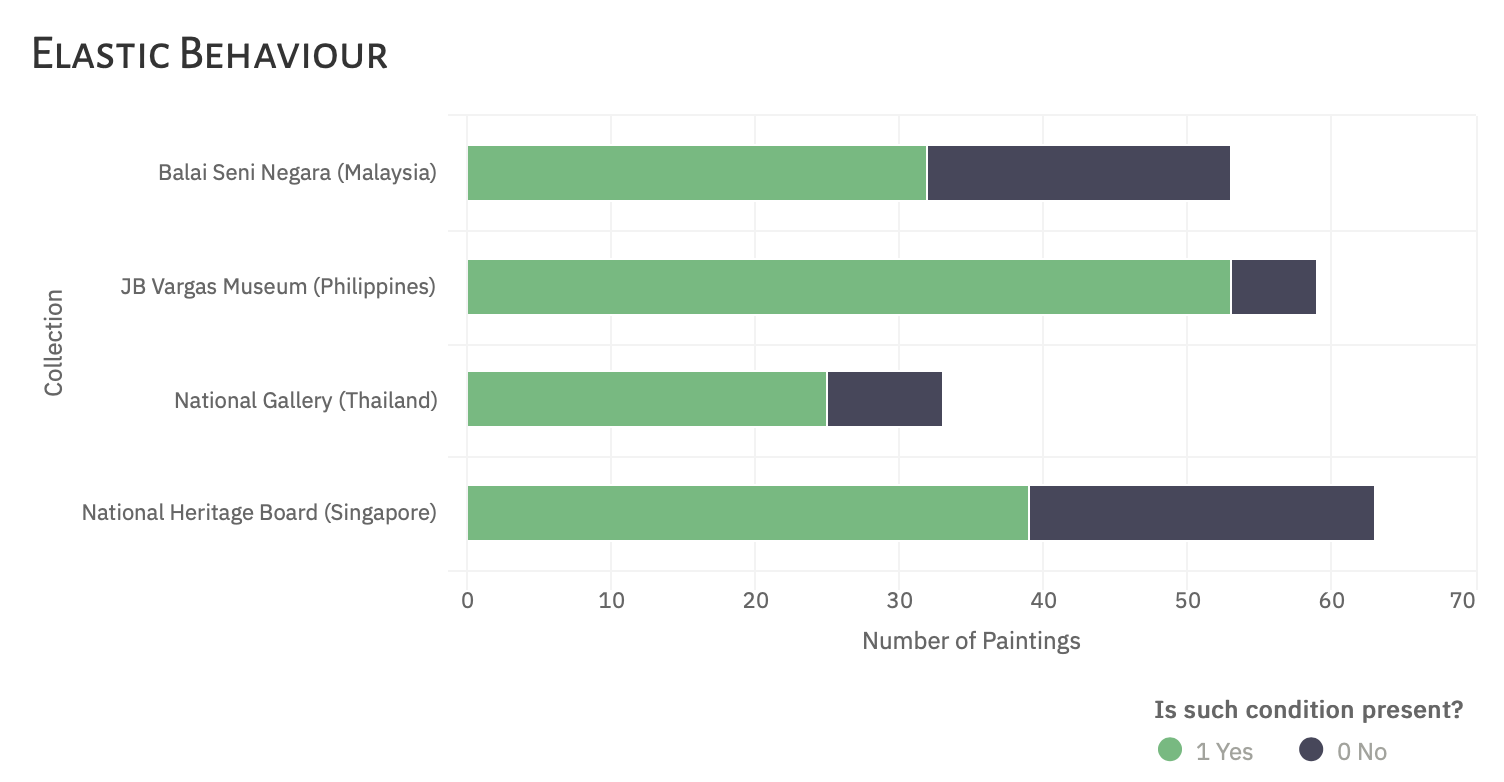 Elastic Behaviour
Collection
Balai Seni Negara (Malaysia)
JB Vargas Museum (Philippines)
National Gallery (Thailand)
National Heritage Board (Singapore)
0 10 20 30 40 50 60 70
Number of Paintings
Is such condition present?
1 Yes 0 No